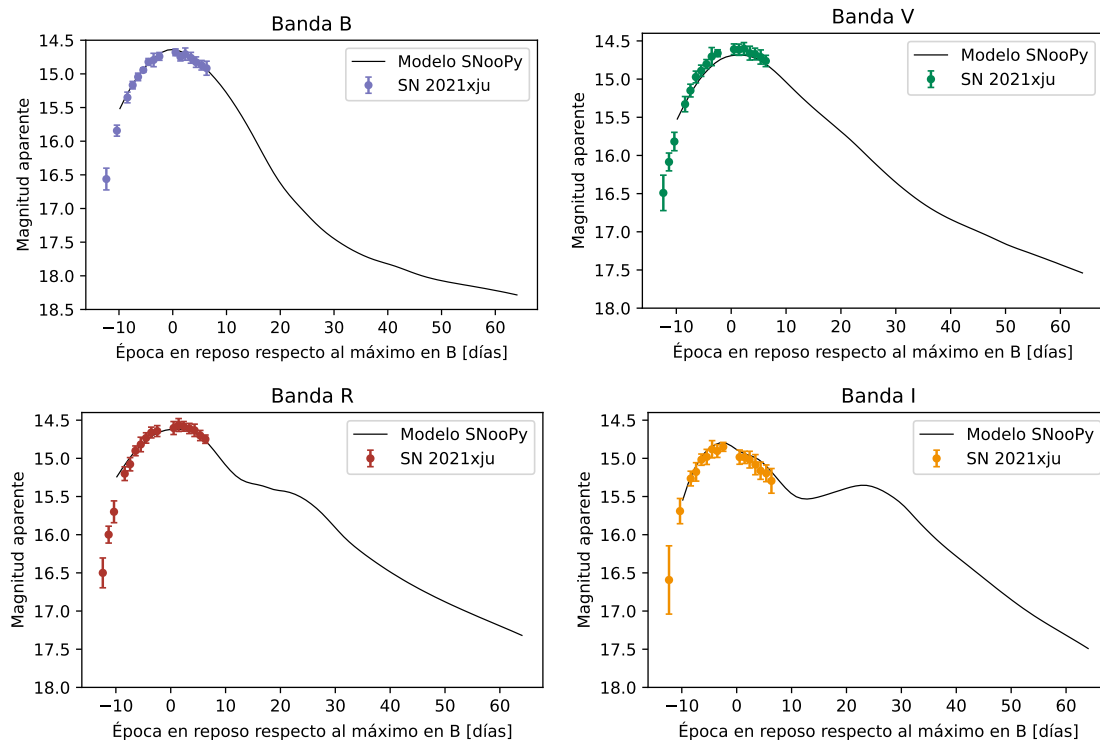 Banda B
Magnitud aparente
14.5
15.0
15.5
16.0
16.5
17.0
17.5
18.0
18.5
Modelo SNooPy
SN 2021xju
−10 0 10 20 30 40 50 60
Época en reposo respecto al máximo en B [días]
Banda V
Magnitud aparente
14.5
15.0
15.5
16.0
16.5
17.0
17.5
18.0
Modelo SNooPy
SN 2021xju
−10 0 10 20 30 40 50 60
Época en reposo respecto al máximo en B [días]
Banda R
Magnitud aparente
14.5
15.0
15.5
16.0
16.5
17.0
17.5
18.0
Modelo SNooPy
SN 2021xju
−10 0 10 20 30 40 50 60
Época en reposo respecto al máximo en B [días]
Banda I
Magnitud aparente
14.5
15.0
15.5
16.0
16.5
17.0
17.5
18.0
Modelo SNooPy
SN 2021xju
−10 0 10 20 30 40 50 60
Época en reposo respecto al máximo en B [días]